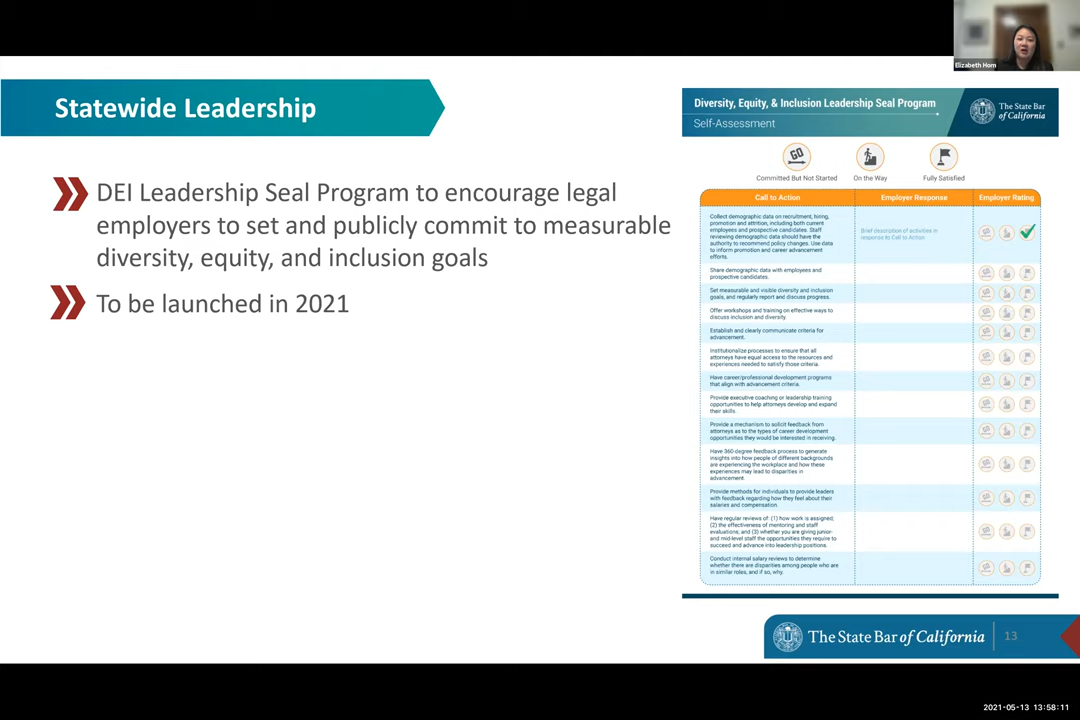 Elizabeth Hom
Statewide Leadership
DEI Leadership Seal Program to encourage legal
employers to set and publicly commit to measurable
diversity, equity, and inclusion goals
To be launched in 2021
Diversity, Equity, & Inclusion Leadership Seal Program
Self-Assessment
The State Bar
of California
GO
Committed But Not Started
On the Way
Fully Satisfied
Call to Action
Employer Response
Employer Rating
Collect demographic data on recruitment, hiring,
promotion and attrition, including both current
employees and prospective candidates. Staff
reviewing demographic data should have the
authority to recommend policy changes. Use data
to inform promotion and career advancement
efforts.
Brief description of activities in
response to Call to Action
Share demographic data with employees and
prospective candidates.
Set measurable and visible diversity and inclusion
goals, and regularly report and discuss progress.
Offer workshops and training on effective ways to
discuss inclusion and diversity.
Establish and clearly communicate criteria for
advancement.
Institutionalize processes to ensure that all
attorneys have equal access to the resources and
experiences needed to satisfy those criteria.
Have career/professional development programs
that align with advancement criteria.
Provide executive coaching or leadership training
opportunities to help attorneys develop and expand
their skills.
Provide a mechanism to solicit feedback from
attorneys as to the types of career development
opportunities they would be interested in receiving.
Have 360-degree feedback process to generate
insights into how people of different backgrounds
are experiencing the workplace and how these
experiences may lead to disparities in
advancement.
Provide methods for individuals to provide leaders
with feedback regarding how they feel about their
salaries and compensation.
Have regular reviews of: (1) how work is assigned;
(2) the effectiveness of mentoring and staff
evaluations; and (3) whether you are giving junior-
and mid-level staff the opportunities they require to
succeed and advance into leadership positions.
Conduct internal salary reviews to determine
whether there are disparities among people who are
in similar roles, and if so, why.
The State Bar of California
13
2021-05-13 13:58:11